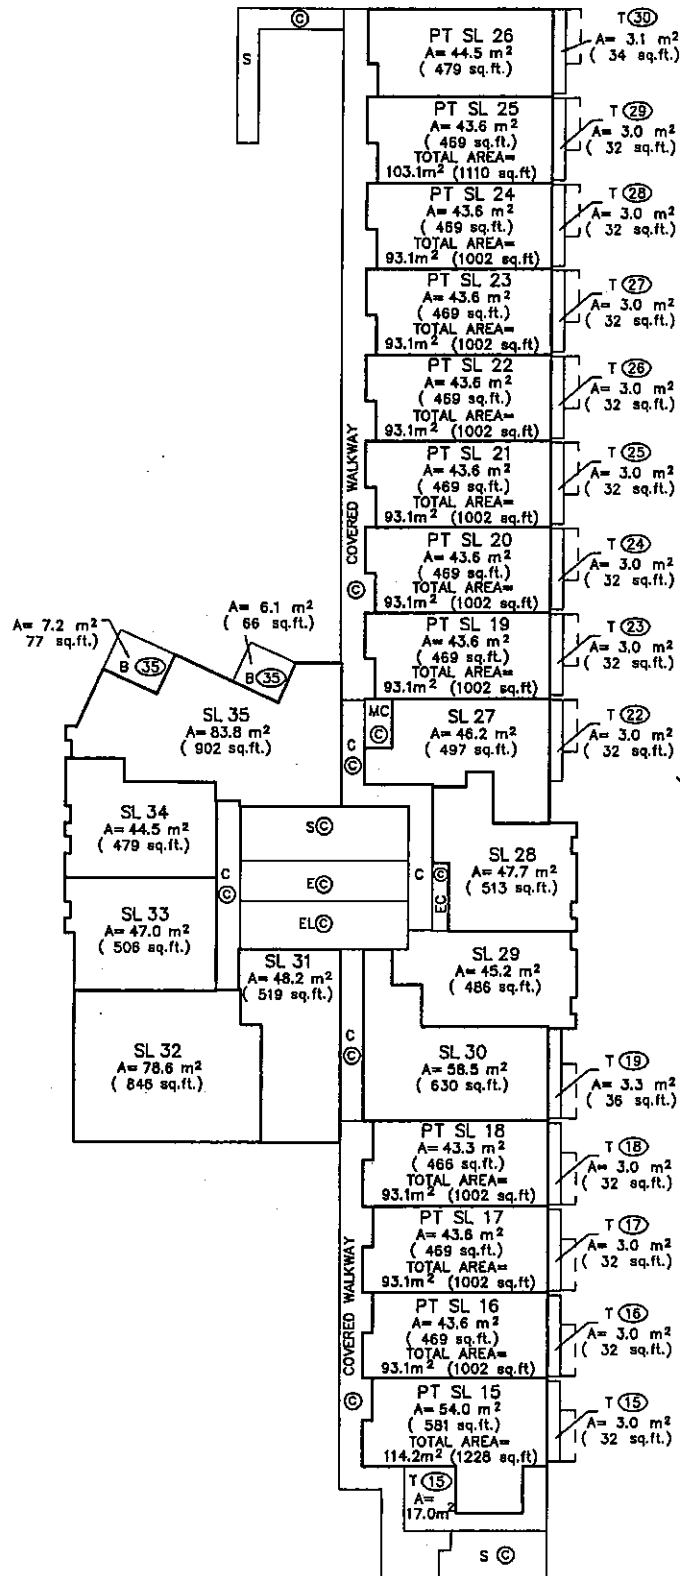 Ⓒ
S
PT SL 26
A= 44.5 m²
( 479 sq.ft.)
T 30
A= 3.1 m²
( 34 sq.ft.)
PT SL 25
A= 43.6 m²
( 469 sq.ft.)
TOTAL AREA=
103.1m² (1110 sq.ft)
T 29
A= 3.0 m²
( 32 sq.ft.)
PT SL 24
A= 43.6 m²
( 469 sq.ft.)
TOTAL AREA=
93.1m² (1002 sq.ft)
T 28
A= 3.0 m²
( 32 sq.ft.)
PT SL 23
A= 43.6 m²
( 469 sq.ft.)
TOTAL AREA=
93.1m² (1002 sq.ft)
T 27
A= 3.0 m²
( 32 sq.ft.)
PT SL 22
A= 43.6 m²
( 469 sq.ft.)
TOTAL AREA=
93.1m² (1002 sq.ft)
T 26
A= 3.0 m²
( 32 sq.ft.)
COVERED WALKWAY
Ⓒ
PT SL 21
A= 43.6 m²
( 469 sq.ft.)
TOTAL AREA=
93.1m² (1002 sq.ft)
T 25
A= 3.0 m²
( 32 sq.ft.)
PT SL 20
A= 43.6 m²
( 469 sq.ft.)
TOTAL AREA=
93.1m² (1002 sq.ft)
T 24
A= 3.0 m²
( 32 sq.ft.)
PT SL 19
A= 43.6 m²
( 469 sq.ft.)
TOTAL AREA=
93.1m² (1002 sq.ft)
T 23
A= 3.0 m²
( 32 sq.ft.)
A= 7.2 m²
77 sq.ft.)
B 35
A= 6.1 m²
( 66 sq.ft.)
B 35
SL 35
A= 83.8 m²
( 902 sq.ft.)
C
Ⓒ
MC
Ⓒ
SL 27
A= 46.2 m²
( 497 sq.ft.)
T 22
A= 3.0 m²
( 32 sq.ft.)
SL 34
A= 44.5 m²
( 479 sq.ft.)
C
Ⓒ
S Ⓒ
E Ⓒ
EL Ⓒ
C
Ⓒ
EC
SL 28
A= 47.7 m²
( 513 sq.ft.)
SL 33
A= 47.0 m²
( 506 sq.ft.)
SL 31
A= 48.2 m²
( 519 sq.ft.)
SL 29
A= 45.2 m²
( 486 sq.ft.)
SL 32
A= 78.6 m²
( 846 sq.ft.)
C
Ⓒ
SL 30
A= 58.5 m²
( 630 sq.ft.)
T 19
A= 3.3 m²
( 36 sq.ft.)
PT SL 18
A= 43.3 m²
( 466 sq.ft.)
TOTAL AREA=
93.1m² (1002 sq.ft)
T 18
A= 3.0 m²
( 32 sq.ft.)
COVERED WALKWAY
Ⓒ
PT SL 17
A= 43.6 m²
( 469 sq.ft.)
TOTAL AREA=
93.1m² (1002 sq.ft)
T 17
A= 3.0 m²
( 32 sq.ft.)
PT SL 16
A= 43.6 m²
( 469 sq.ft.)
TOTAL AREA=
93.1m² (1002 sq.ft)
T 16
A= 3.0 m²
( 32 sq.ft.)
PT SL 15
A= 54.0 m²
( 581 sq.ft.)
TOTAL AREA=
114.2m² (1228 sq.ft)
T 15
A= 3.0 m²
( 32 sq.ft.)
T 15
A=
17.0m²
S Ⓒ